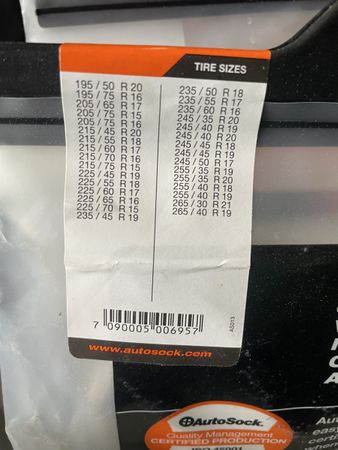 TIRE SIZES
195 / 50 R 20
195 / 75 R 16
205 / 65 R 17
205 / 75 R 15
205 / 75 R 16
215 / 45 R 20
215 / 55 R 18
215 / 60 R 17
215 / 70 R 16
215 / 75 R 15
225 / 45 R 19
225 / 55 R 18
225 / 60 R 17
225 / 65 R 16
225 / 70 R 15
235 / 45 R 19
235 / 50 R 18
235 / 55 R 17
235 / 60 R 16
245 / 35 R 20
245 / 40 R 19
245 / 40 R 20
245 / 45 R 18
245 / 45 R 19
245 / 50 R 17
255 / 35 R 19
255 / 35 R 20
255 / 40 R 18
255 / 40 R 19
265 / 30 R 21
265 / 40 R 19
7 090005 006957
AS013
www.autosock.com
AutoSock
Quality Management
CERTIFIED PRODUCTION
ISO 45001